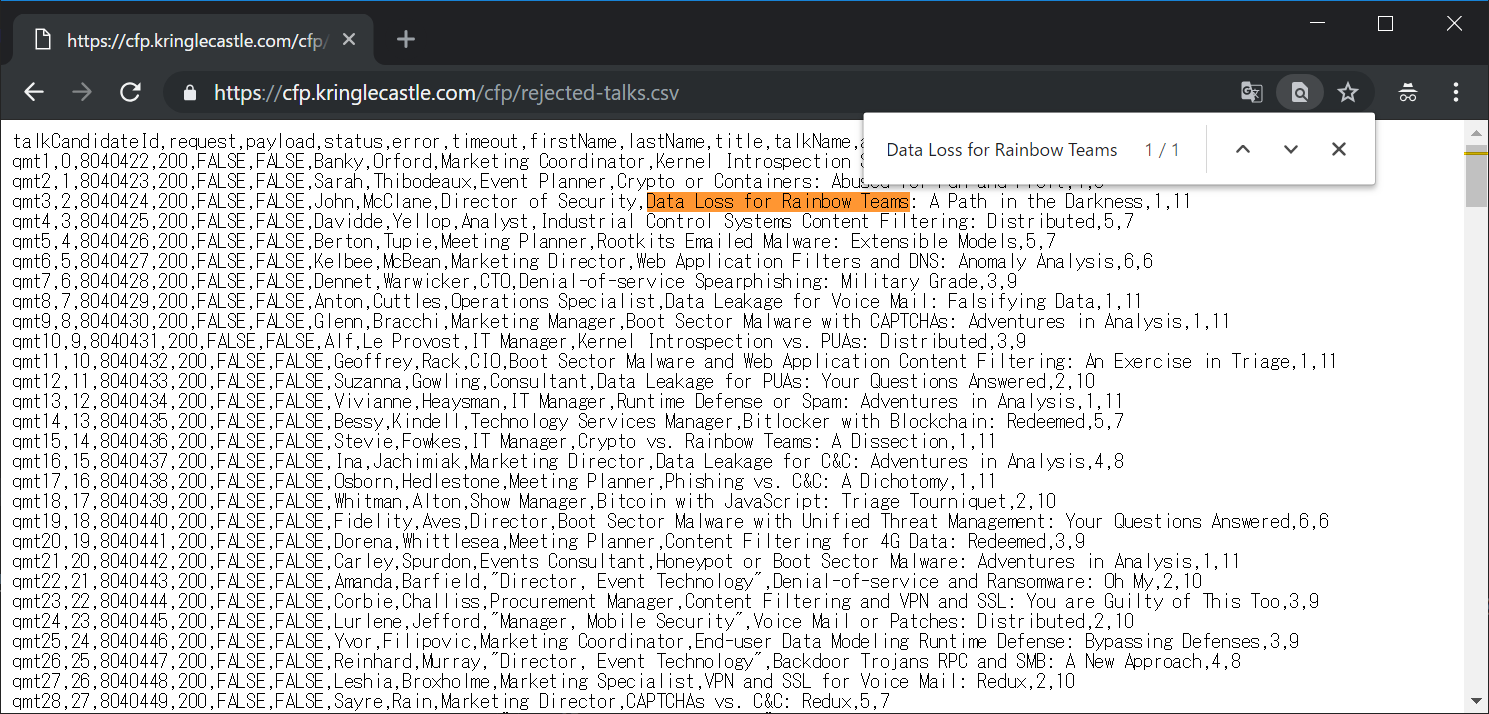 https://cfp.kringlecastle.com/cfp/
https://cfp.kringlecastle.com/cfp/rejected-talks.csv
Data Loss for Rainbow Teams 1 / 1
talkCandidateId,request,payload,status,error,timeout,firstName,lastName,title,talkName,
qmt1,0,8040422,200,FALSE,FALSE,Banky,Orford,Marketing Coordinator,Kernel Introspection
qmt2,1,8040423,200,FALSE,FALSE,Sarah,Thibodeaux,Event Planner,Crypto or Containers: Abused for Fun and Profit,
qmt3,2,8040424,200,FALSE,FALSE,John,McClane,Director of Security,Data Loss for Rainbow Teams: A Path in the Darkness,1,11
qmt4,3,8040425,200,FALSE,FALSE,Davidde,Yellop,Analyst,Industrial Control Systems Content Filtering: Distributed,5,7
qmt5,4,8040426,200,FALSE,FALSE,Berton,Tupie,Meeting Planner,Rootkits Emailed Malware: Extensible Models,5,7
qmt6,5,8040427,200,FALSE,FALSE,Kelbee,McBean,Marketing Director,Web Application Filters and DNS: Anomaly Analysis,6,6
qmt7,6,8040428,200,FALSE,FALSE,Dennet,Warwicker,CTO,Denial-of-service Spearphishing: Military Grade,3,9
qmt8,7,8040429,200,FALSE,FALSE,Anton,Cuttles,Operations Specialist,Data Leakage for Voice Mail: Falsifying Data,1,11
qmt9,8,8040430,200,FALSE,FALSE,Glenn,Bracchi,Marketing Manager,Boot Sector Malware with CAPTCHAs: Adventures in Analysis,1,11
qmt10,9,8040431,200,FALSE,FALSE,Alf,Le Provost,IT Manager,Kernel Introspection vs. PUAs: Distributed,3,9
qmt11,10,8040432,200,FALSE,FALSE,Geoffrey,Rack,CIO,Boot Sector Malware and Web Application Content Filtering: An Exercise in Triage,1,11
qmt12,11,8040433,200,FALSE,FALSE,Suzanna,Gowling,Consultant,Data Leakage for PUAs: Your Questions Answered,2,10
qmt13,12,8040434,200,FALSE,FALSE,Vivianne,Heaysman,IT Manager,Runtime Defense or Spam: Adventures in Analysis,1,11
qmt14,13,8040435,200,FALSE,FALSE,Bessy,Kindell,Technology Services Manager,Bitlocker with Blockchain: Redeemed,5,7
qmt15,14,8040436,200,FALSE,FALSE,Stevie,Fowkes,IT Manager,Crypto vs. Rainbow Teams: A Dissection,1,11
qmt16,15,8040437,200,FALSE,FALSE,Ina,Jachimiak,Marketing Director,Data Leakage for C&C: Adventures in Analysis,4,8
qmt17,16,8040438,200,FALSE,FALSE,Osborn,Hedlestone,Meeting Planner,Phishing vs. C&C: A Dichotomy,1,11
qmt18,17,8040439,200,FALSE,FALSE,Whitman,Alton,Show Manager,Bitcoin with JavaScript: Triage Tourniquet,2,10
qmt19,18,8040440,200,FALSE,FALSE,Fidelity,Aves,Director,Boot Sector Malware with Unified Threat Management: Your Questions Answered,6,6
qmt20,19,8040441,200,FALSE,FALSE,Dorena,Whittlesea,Meeting Planner,Content Filtering for 4G Data: Redeemed,3,9
qmt21,20,8040442,200,FALSE,FALSE,Carley,Spurdon,Events Consultant,Honeypot or Boot Sector Malware: Adventures in Analysis,1,11
qmt22,21,8040443,200,FALSE,FALSE,Amanda,Barfield,"Director, Event Technology",Denial-of-service and Ransomware: Oh My,2,10
qmt23,22,8040444,200,FALSE,FALSE,Corbie,Challiss,Procurement Manager,Content Filtering and VPN and SSL: You are Guilty of This Too,3,9
qmt24,23,8040445,200,FALSE,FALSE,Lurlene,Jefford,"Manager, Mobile Security",Voice Mail or Patches: Distributed,2,10
qmt25,24,8040446,200,FALSE,FALSE,Yvor,Filipovic,Marketing Coordinator,End-user Data Modeling Runtime Defense: Bypassing Defenses,3,9
qmt26,25,8040447,200,FALSE,FALSE,Reinhard,Murray,"Director, Event Technology",Backdoor Trojans RPC and SMB: A New Approach,4,8
qmt27,26,8040448,200,FALSE,FALSE,Leshia,Broxholme,Marketing Specialist,VPN and SSL for Voice Mail: Redux,2,10
qmt28,27,8040449,200,FALSE,FALSE,Sayre,Rain,Marketing Director,CAPTCHAs vs. C&C: Redux,5,7